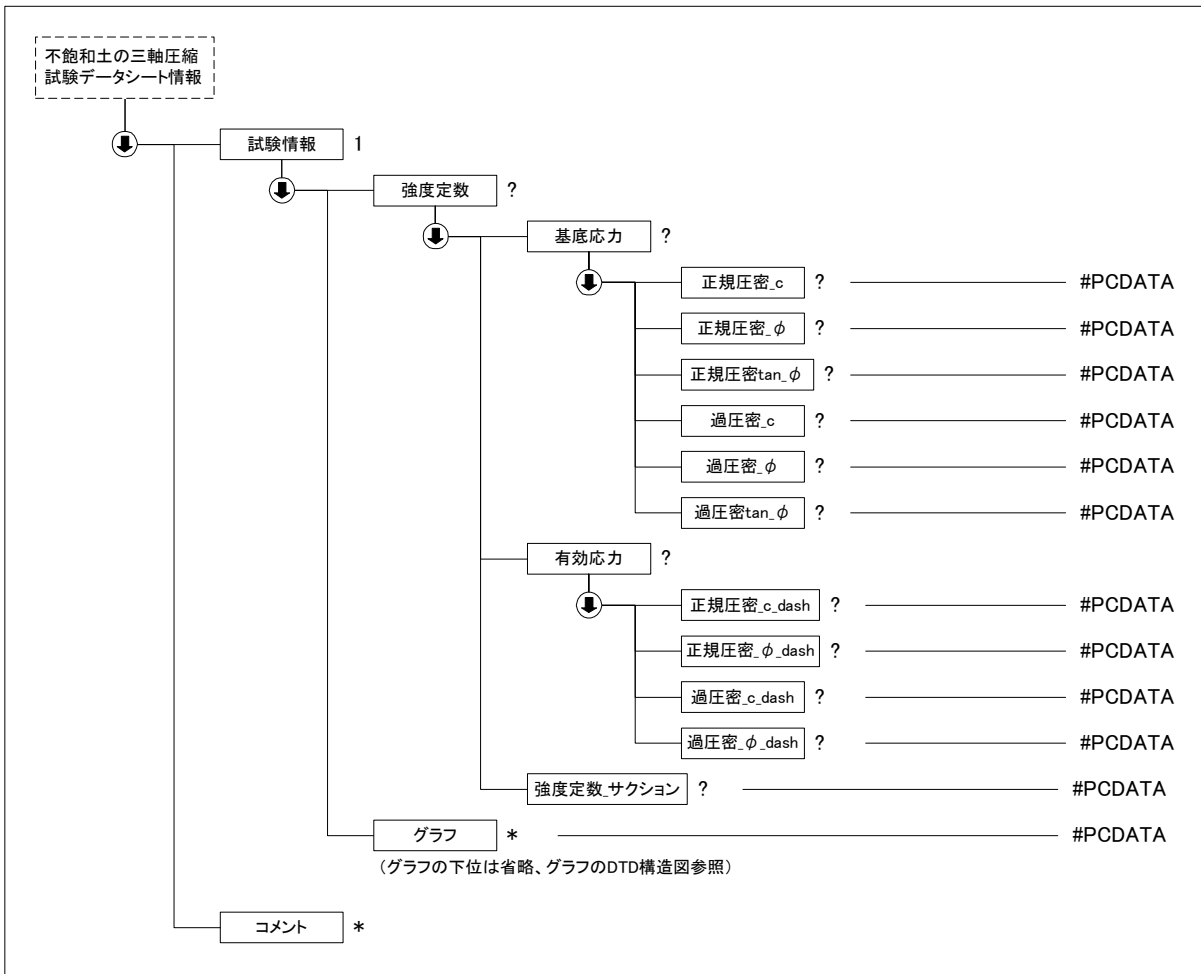 不飽和土の三軸圧縮
試験データシート情報
試験情報 1
強度定数 ?
基底応力 ?
正規圧密_c ? #PCDATA
正規圧密_φ ? #PCDATA
正規圧密tan_φ ? #PCDATA
過圧密_c ? #PCDATA
過圧密_φ ? #PCDATA
過圧密tan_φ ? #PCDATA
有効応力 ?
正規圧密_c_dash ? #PCDATA
正規圧密_φ_dash ? #PCDATA
過圧密_c_dash ? #PCDATA
過圧密_φ_dash ? #PCDATA
強度定数_サクション ? #PCDATA
グラフ * #PCDATA
（グラフの下位は省略、グラフのDTD構造図参照）
コメント *